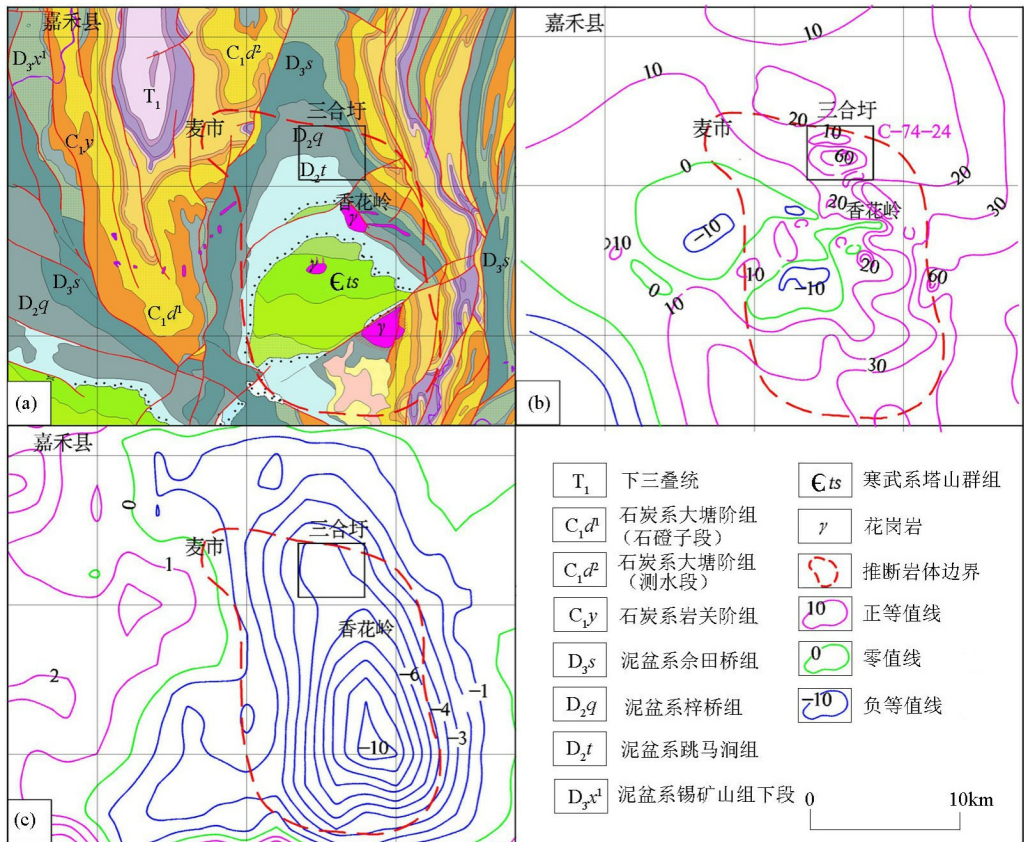 嘉禾县
D₃x¹
C₁d²
D₃s
T₁
三合圩
麦市
D₂q
C₁y
D₂t
香花岭
γ
D₃s
γ
Єts
D₃s
D₂q
C₁d¹
γ
(a)
嘉禾县
10
10
三合圩
麦市
20
10
C-74-24
60
0
20
20
香花岭
30
-10
10
10
20
60
0
-10
10
30
(b)
嘉禾县
0
三合圩
麦市
1
香花岭
2
-6
-1
-4
-3
-10
(c)
T₁ 下三叠统
C₁d¹ 石炭系大塘阶组
（石磴子段）
C₁d² 石炭系大塘阶组
（测水段）
C₁y 石炭系岩关阶组
D₃s 泥盆系佘田桥组
D₂q 泥盆系梓桥组
D₂t 泥盆系跳马涧组
D₃x¹ 泥盆系锡矿山组下段
Єts 寒武系塔山群组
γ 花岗岩
推断岩体边界
10 正等值线
0 零值线
-10 负等值线
0 10km